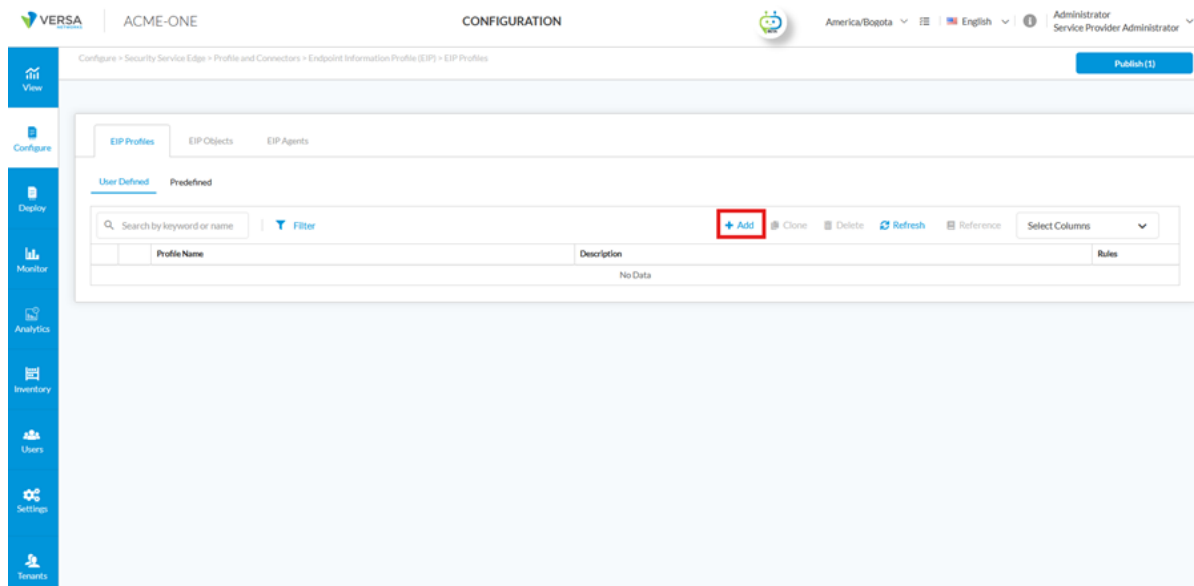 VERSA NETWORKS ACME-ONE CONFIGURATION America/Bogota English Administrator
Service Provider Administrator
Configure > Security Service Edge > Profile and Connectors > Endpoint Information Profile (EIP) > EIP Profiles
Publish (1)
View
Configure
Deploy
Monitor
Analytics
Inventory
Users
Settings
Tenants
EIP Profiles EIP Objects EIP Agents
User Defined Predefined
Search by keyword or name Filter + Add Clone Delete Refresh Reference Select Columns
Profile Name Description Rules
No Data